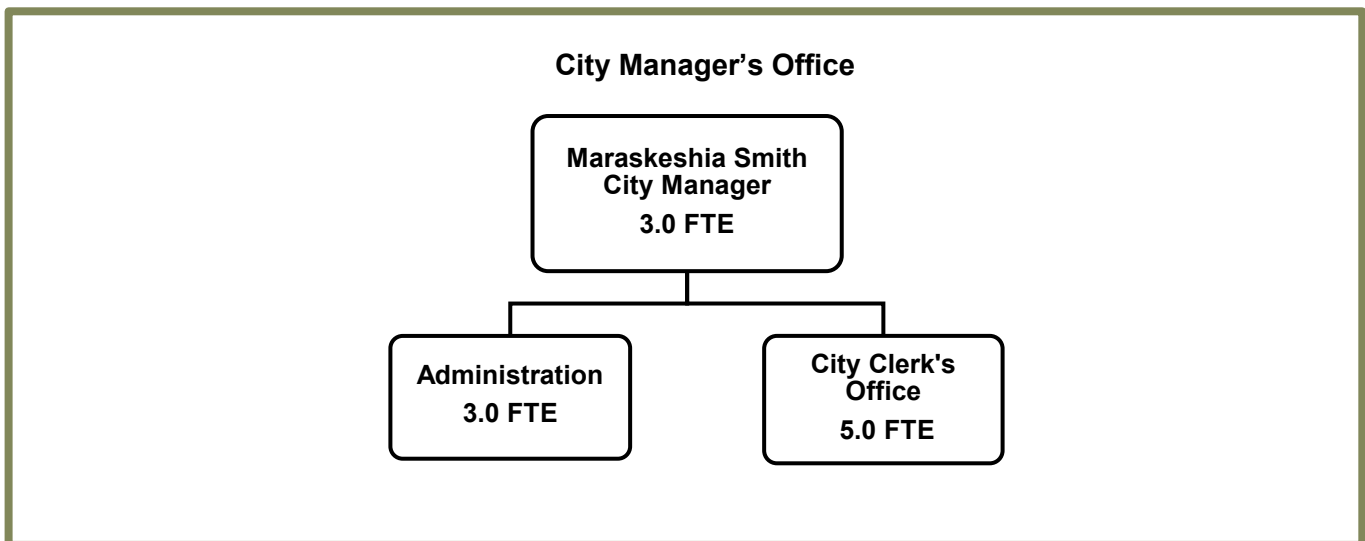 City Manager’s Office
Maraskeshia Smith
City Manager
3.0 FTE
Administration
3.0 FTE
City Clerk's
Office
5.0 FTE